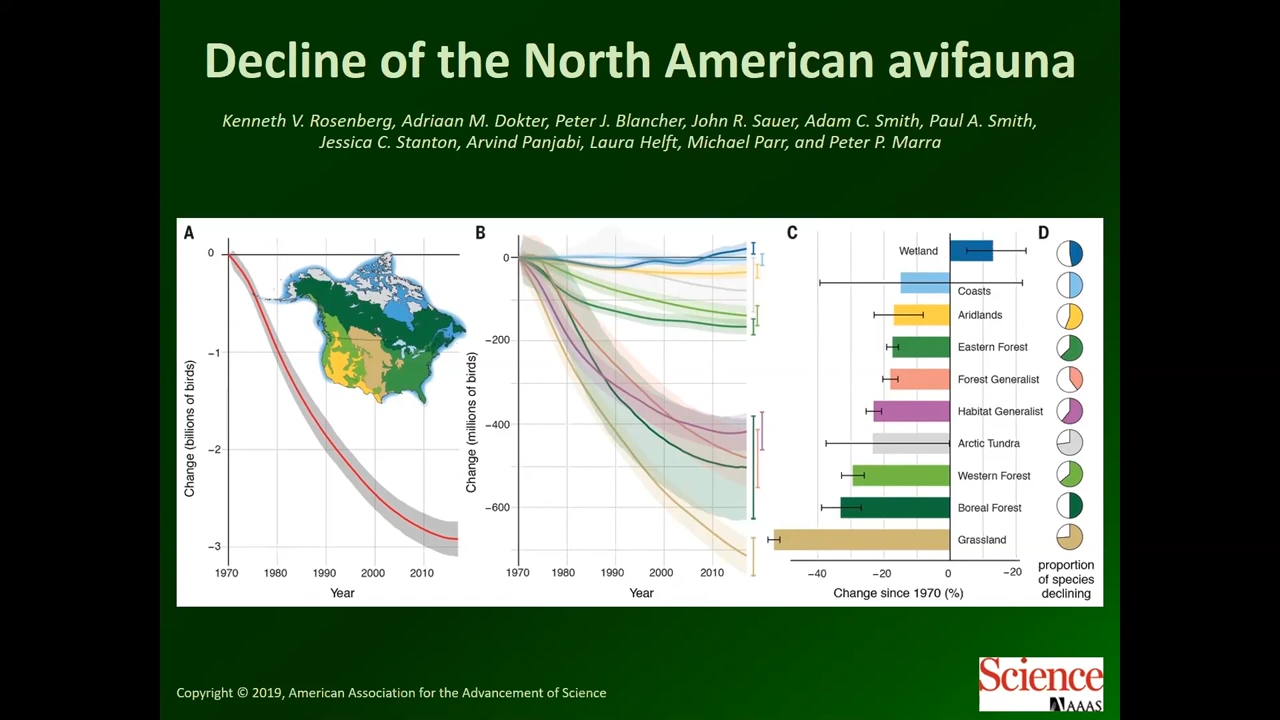 Decline of the North American avifauna
Kenneth V. Rosenberg, Adriaan M. Dokter, Peter J. Blancher, John R. Sauer, Adam C. Smith, Paul A. Smith,
Jessica C. Stanton, Arvind Panjabi, Laura Helft, Michael Parr, and Peter P. Marra
A
0
−1
−2
−3
Change (billions of birds)
1970 1980 1990 2000 2010
Year
B
0
−200
−400
−600
Change (millions of birds)
1970 1980 1990 2000 2010
Year
C
Wetland
Coasts
Aridlands
Eastern Forest
Forest Generalist
Habitat Generalist
Arctic Tundra
Western Forest
Boreal Forest
Grassland
−40 −20 0 −20
Change since 1970 (%)
D
proportion
of species
declining
Copyright © 2019, American Association for the Advancement of Science
Science
AAAS